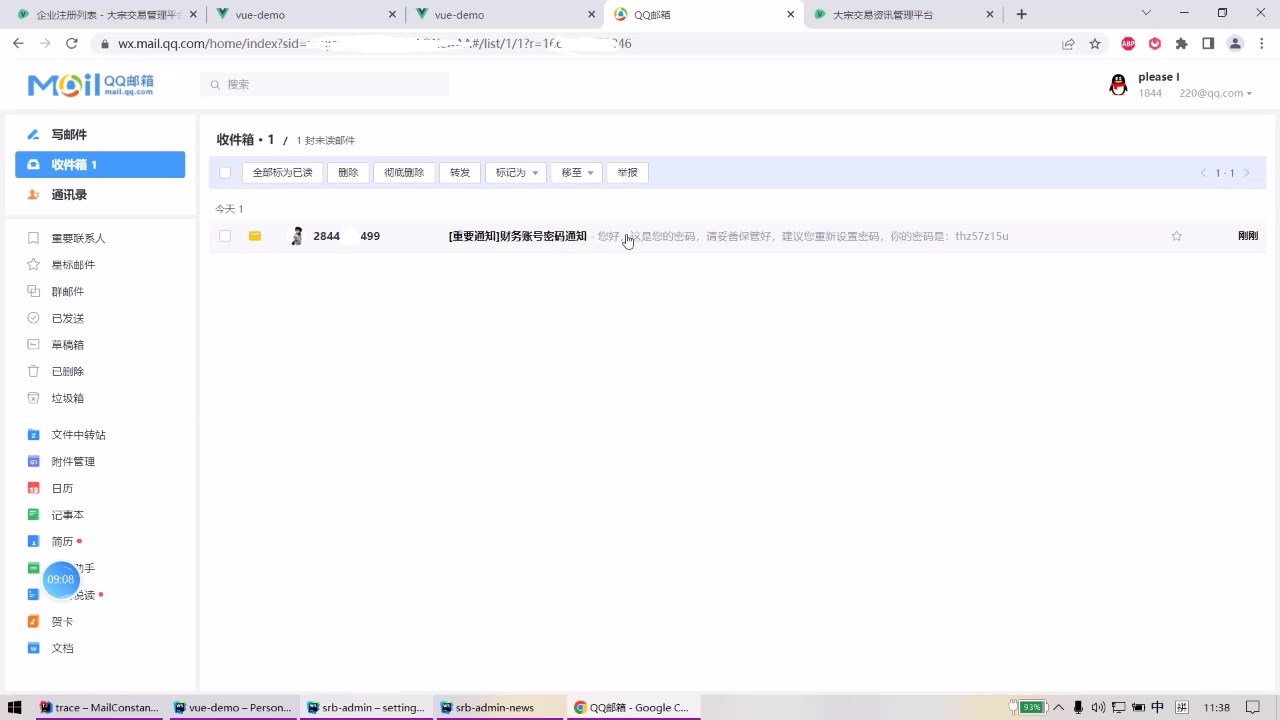 企业注册列表 - 大宗交易管理平台
vue-demo
vue-demo
QQ邮箱
大宗交易资讯管理平台
wx.mail.qq.com/home/index?sid=
#/list/1/1?r=16
46
Mail QQ邮箱
mail.qq.com
搜索
please I
1844 220@qq.com
写邮件
收件箱 1
通讯录
重要联系人
星标邮件
群邮件
已发送
草稿箱
已删除
垃圾箱
文件中转站
附件管理
日历
记事本
简历
助手
09:08
阅读
贺卡
文档
收件箱・1 / 1 封未读邮件
全部标为已读 删除 彻底删除 转发 标记为 移至 举报
1 - 1
今天 1
2844 499 [重要通知]财务账号密码通知 - 您好，这是您的密码，请妥善保管好，建议您重新设置密码，你的密码是：thz57z15u 刚刚
trace – MailConstan...
vue-demo – Person...
srb-admin – setting...
srb-admin-news
QQ邮箱 - Google C...
93%
中
拼
11:38